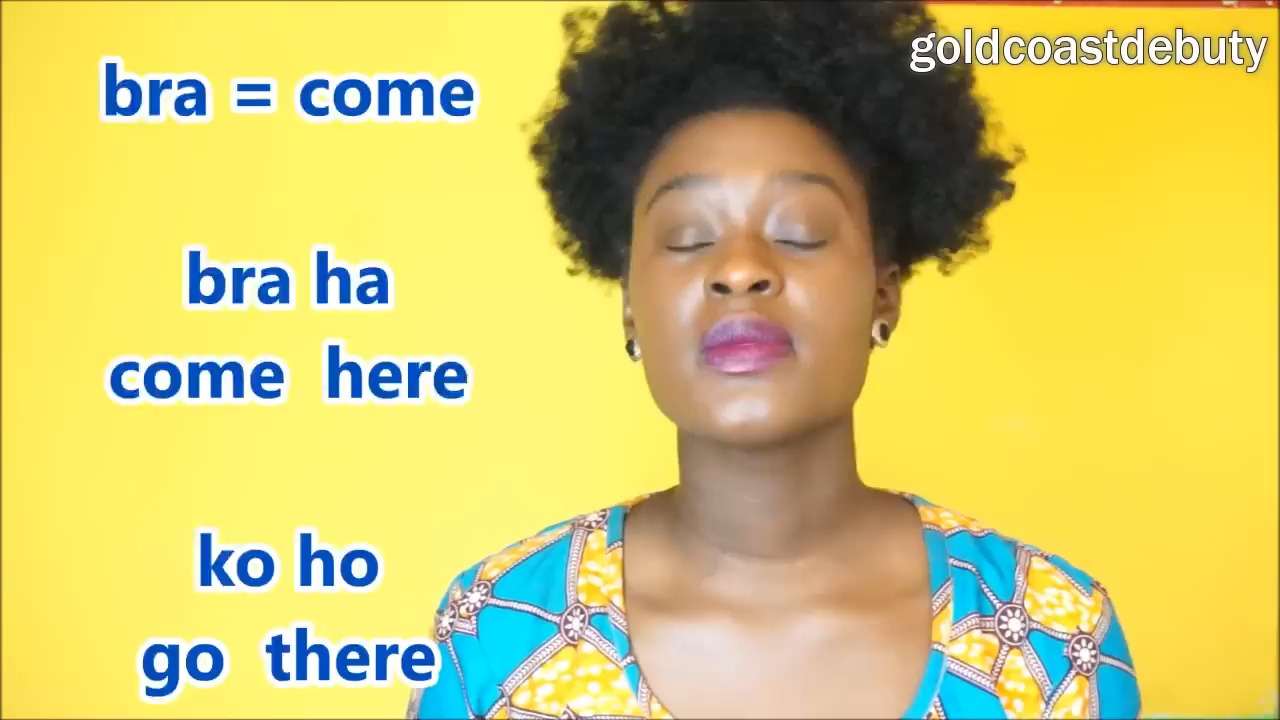 goldcoastdebuty
bra = come
bra ha
come here
ko ho
go there